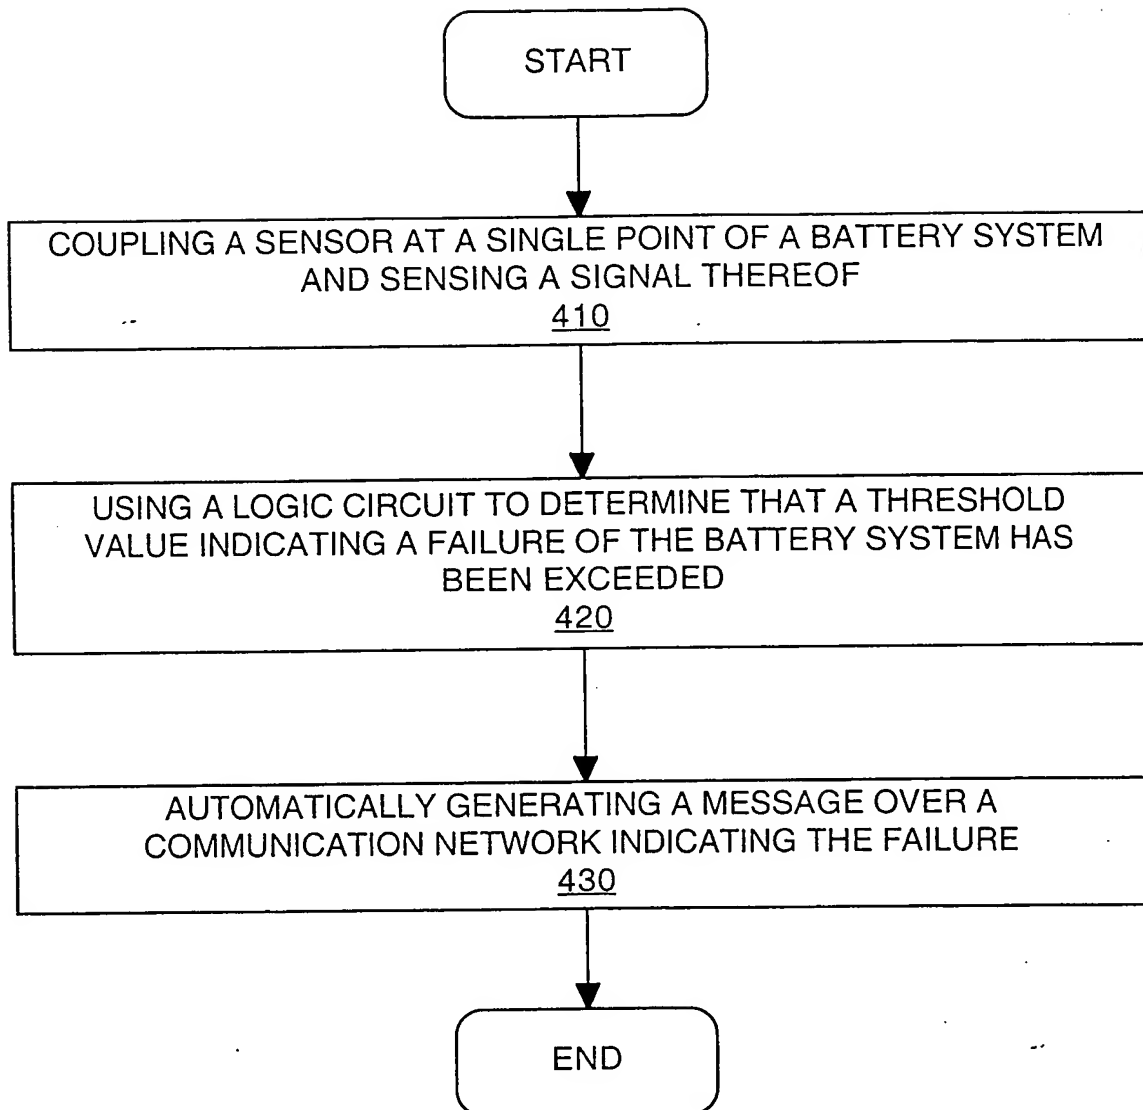 START
COUPLING A SENSOR AT A SINGLE POINT OF A BATTERY SYSTEM
AND SENSING A SIGNAL THEREOF
410
USING A LOGIC CIRCUIT TO DETERMINE THAT A THRESHOLD
VALUE INDICATING A FAILURE OF THE BATTERY SYSTEM HAS
BEEN EXCEEDED
420
AUTOMATICALLY GENERATING A MESSAGE OVER A
COMMUNICATION NETWORK INDICATING THE FAILURE
430
END